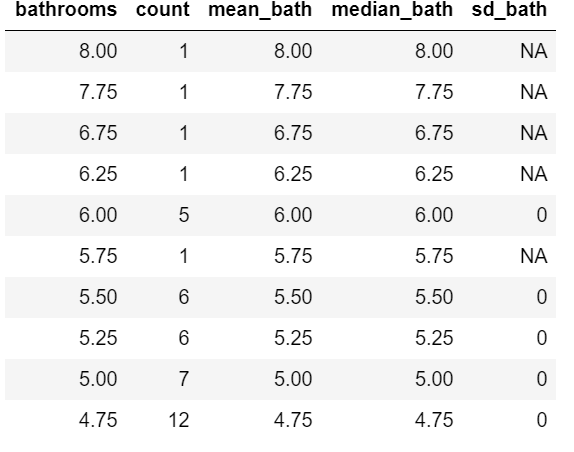 bathrooms count mean_bath median_bath sd_bath
8.00 1 8.00 8.00 NA
7.75 1 7.75 7.75 NA
6.75 1 6.75 6.75 NA
6.25 1 6.25 6.25 NA
6.00 5 6.00 6.00 0
5.75 1 5.75 5.75 NA
5.50 6 5.50 5.50 0
5.25 6 5.25 5.25 0
5.00 7 5.00 5.00 0
4.75 12 4.75 4.75 0